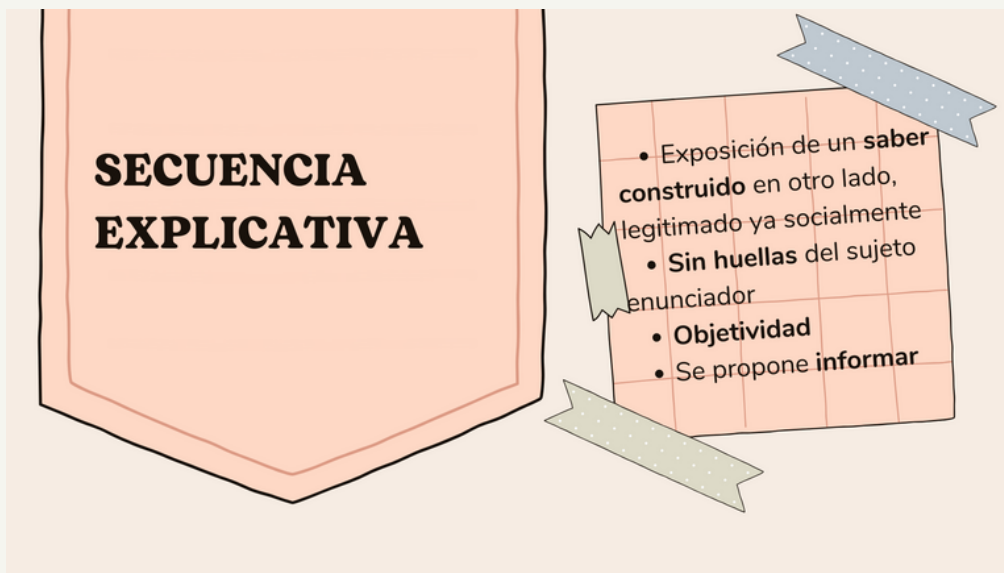 SECUENCIA
EXPLICATIVA
• Exposición de un saber
construido en otro lado,
legitimado ya socialmente
• Sin huellas del sujeto
enunciador
• Objetividad
• Se propone informar